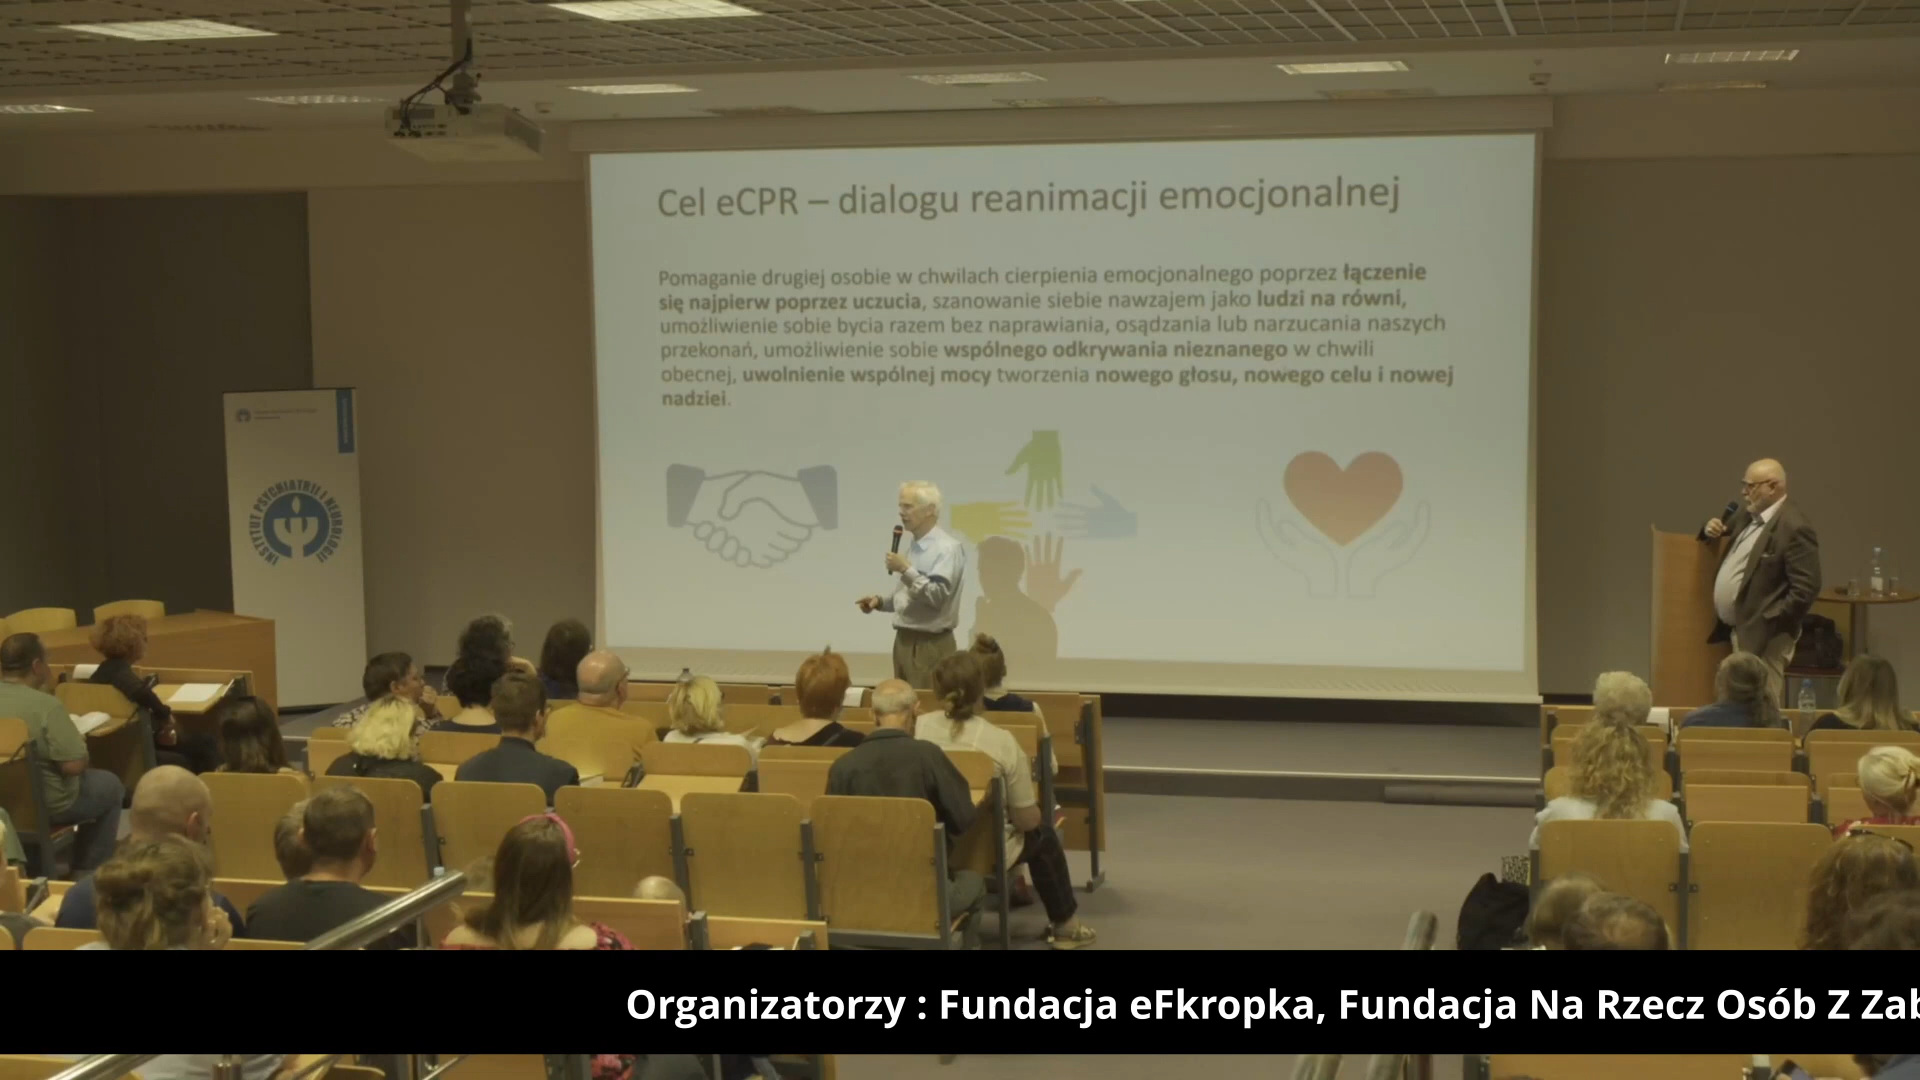 Cel eCPR – dialogu reanimacji emocjonalnej
Pomaganie drugiej osobie w chwilach cierpienia emocjonalnego poprzez łączenie
się najpierw poprzez uczucia, szanowanie siebie nawzajem jako ludzi na równi,
umożliwienie sobie bycia razem bez naprawiania, osądzania lub narzucania naszych
przekonań, umożliwienie sobie wspólnego odkrywania nieznanego w chwili
obecnej, uwolnienie wspólnej mocy tworzenia nowego głosu, nowego celu i nowej
nadziei.
INSTYTUT PSYCHIATRII I NEUROLOGII
Organizatorzy : Fundacja eFkropka, Fundacja Na Rzecz Osób Z Zab